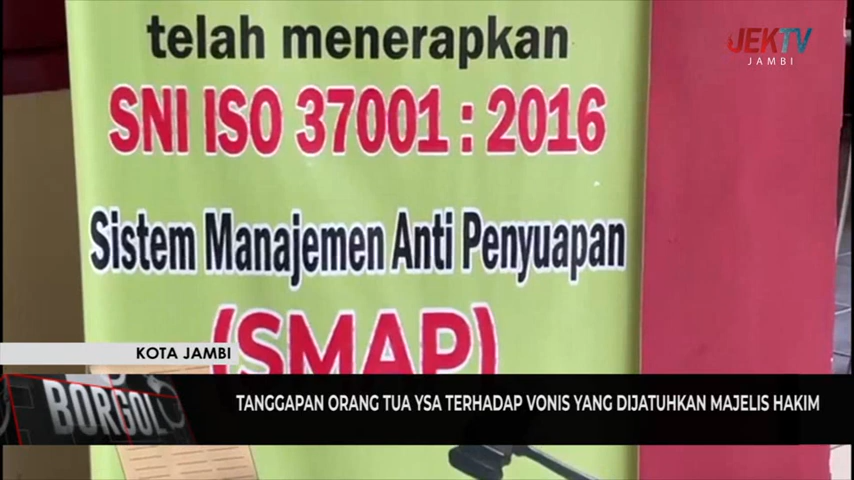 JEKTV
JAMBI
telah menerapkan
SNI ISO 37001 : 2016
Sistem Manajemen Anti Penyuapan
(SMAP)
KOTA JAMBI
BORGOL
TANGGAPAN ORANG TUA YSA TERHADAP VONIS YANG DIJATUHKAN MAJELIS HAKIM